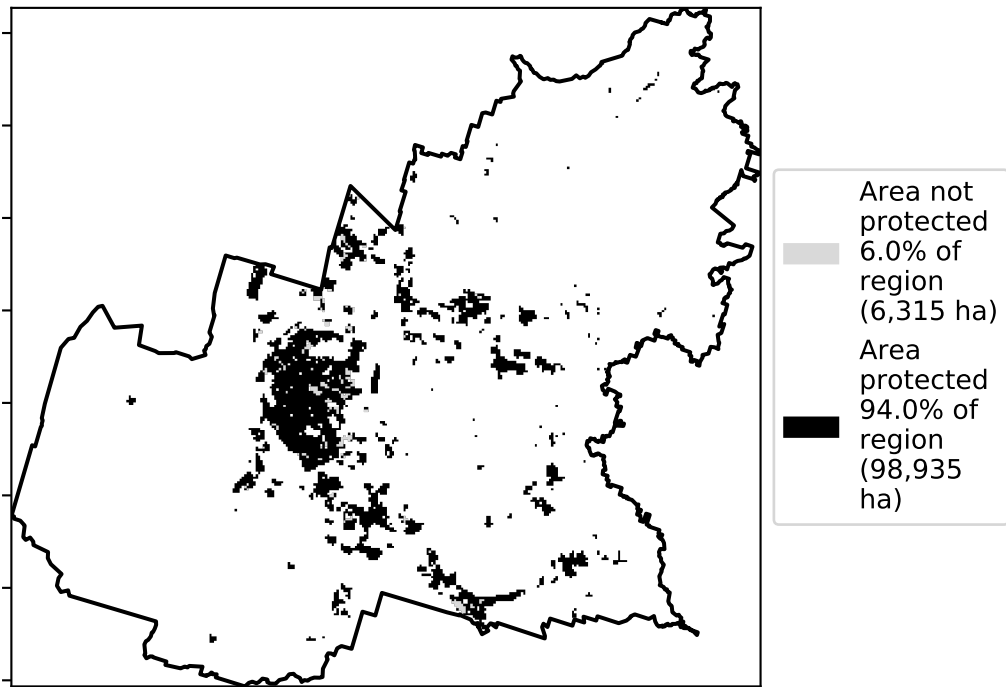 Area not
protected
6.0% of
region
(6,315 ha)
Area
protected
94.0% of
region
(98,935
ha)